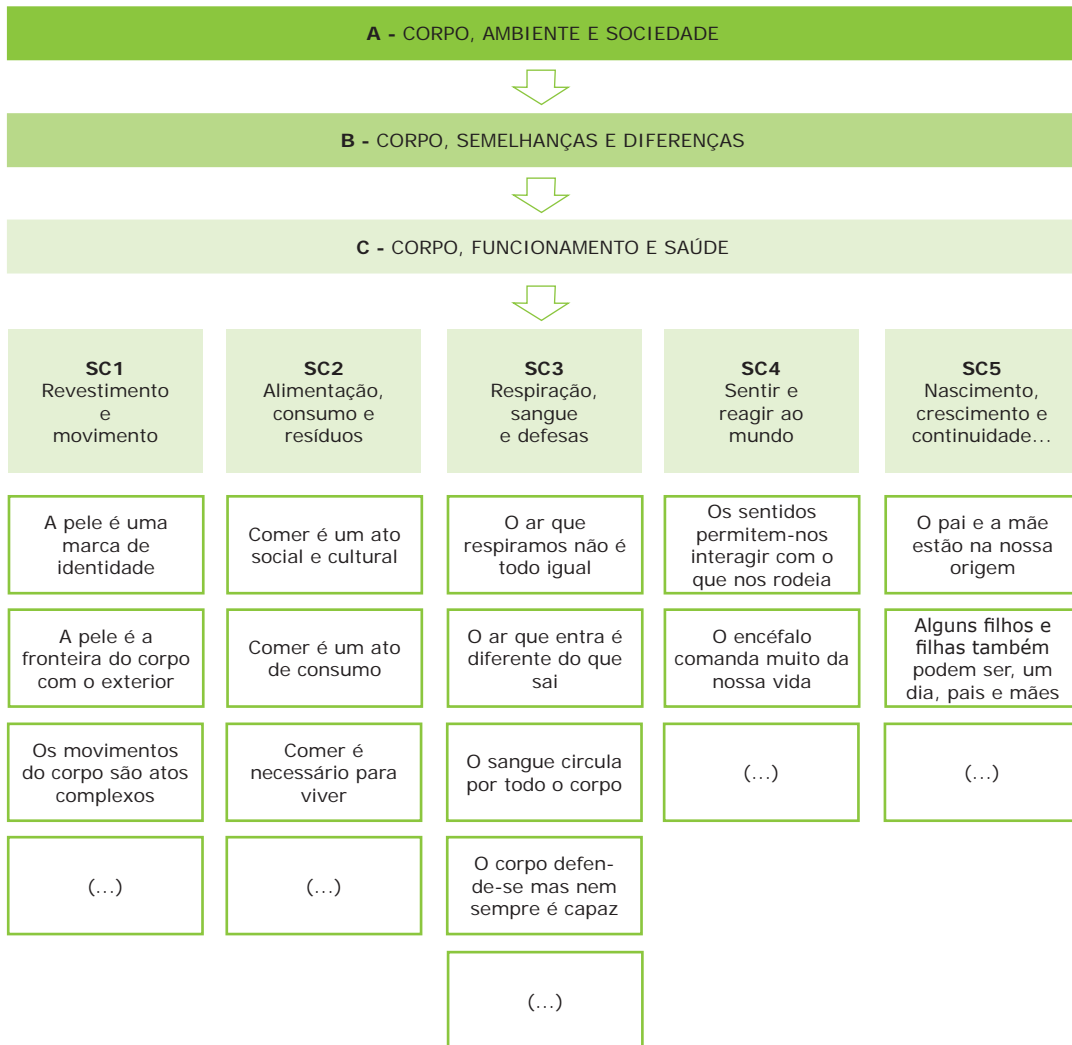 A - CORPO, AMBIENTE E SOCIEDADE
B - CORPO, SEMELHANÇAS E DIFERENÇAS
C - CORPO, FUNCIONAMENTO E SAÚDE
SC1
Revestimento
e
movimento
SC2
Alimentação,
consumo e
resíduos
SC3
Respiração,
sangue
e defesas
SC4
Sentir e
reagir ao
mundo
SC5
Nascimento,
crescimento e
continuidade...
A pele é uma
marca de
identidade
Comer é um ato
social e cultural
O ar que
respiramos não é
todo igual
Os sentidos
permitem-nos
interagir com o
que nos rodeia
O pai e a mãe
estão na nossa
origem
A pele é a
fronteira do corpo
com o exterior
Comer é um ato
de consumo
O ar que entra é
diferente do que
sai
O encéfalo
comanda muito da
nossa vida
Alguns filhos e
filhas também
podem ser, um
dia, pais e mães
Os movimentos
do corpo são atos
complexos
Comer é
necessário para
viver
O sangue circula
por todo o corpo
(...)
(...)
(...)
(...)
O corpo defen-
de-se mas nem
sempre é capaz
(...)